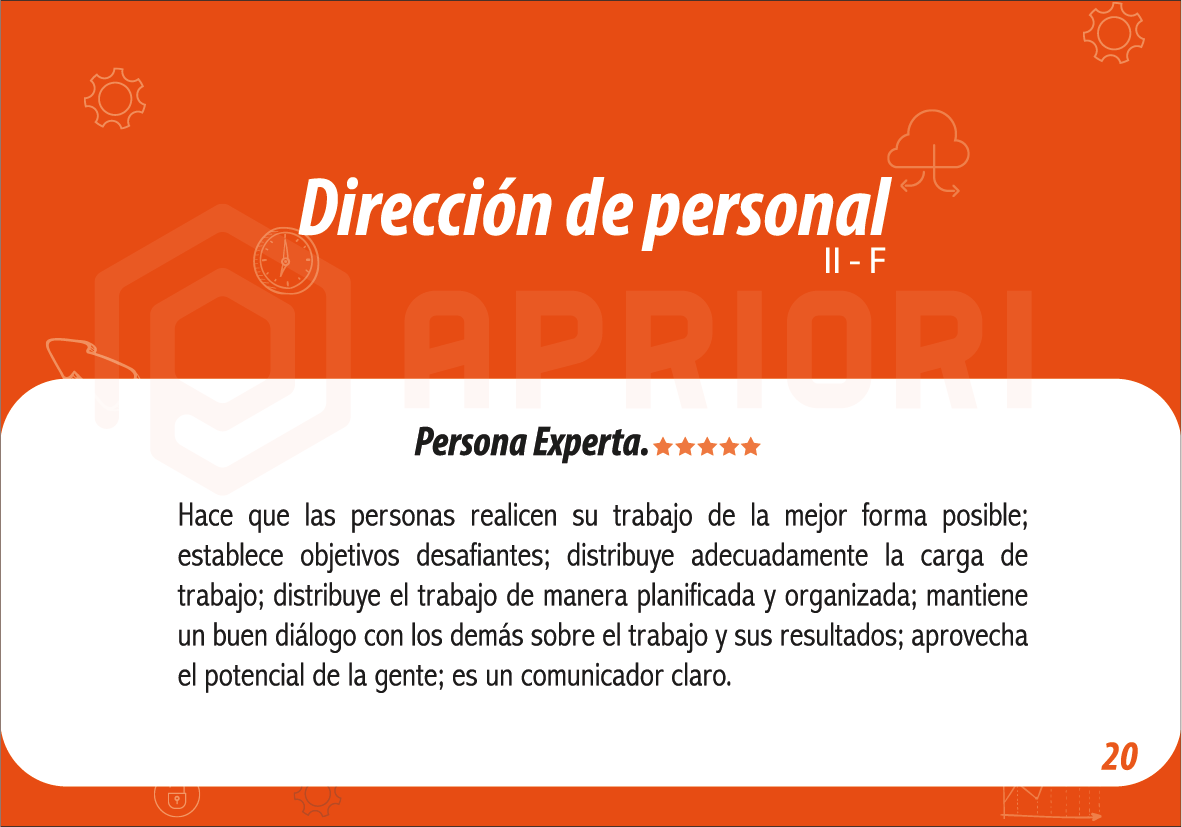 Dirección de personal
II - F
APRIORI
Persona Experta.
Hace que las personas realicen su trabajo de la mejor forma posible;
establece objetivos desafiantes; distribuye adecuadamente la carga de
trabajo; distribuye el trabajo de manera planificada y organizada; mantiene
un buen diálogo con los demás sobre el trabajo y sus resultados; aprovecha
el potencial de la gente; es un comunicador claro.
20